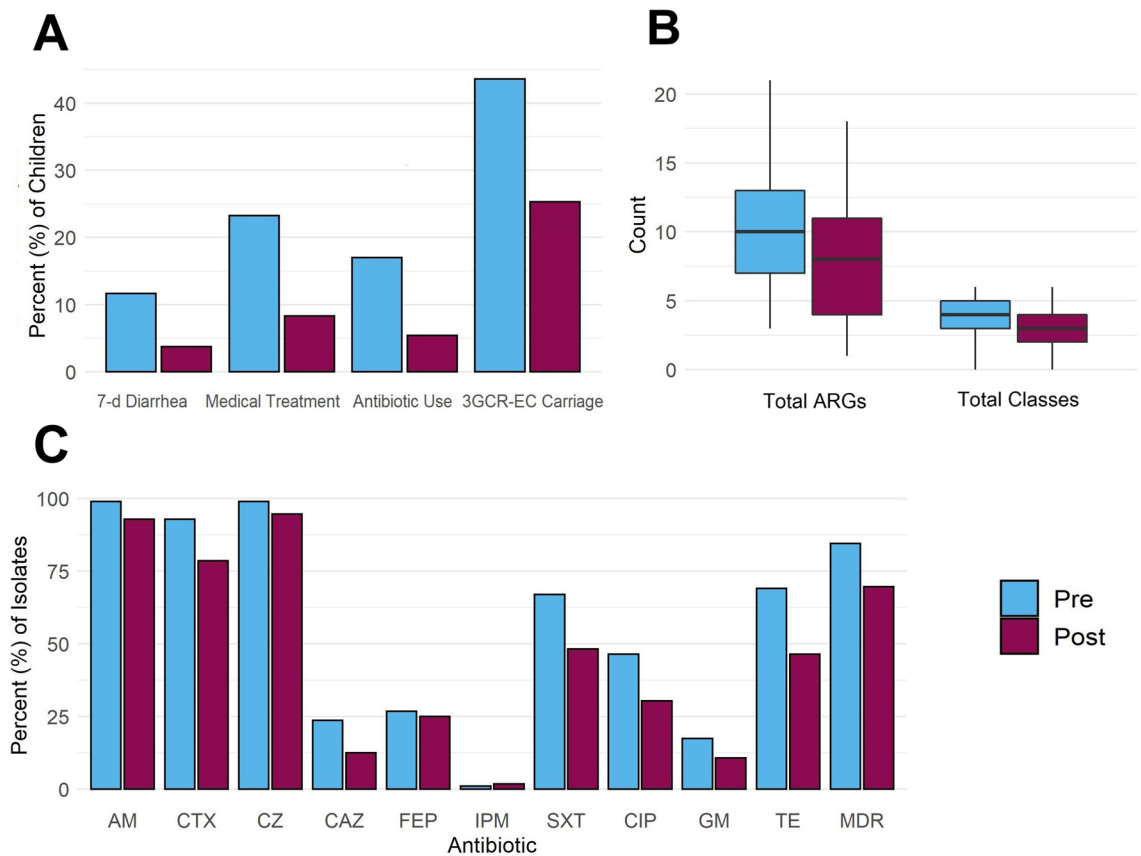 A
Percent (%) of Children
40
30
20
10
0
7-d Diarrhea Medical Treatment Antibiotic Use 3GCR-EC Carriage
B
Count
20
15
10
5
0
Total ARGs Total Classes
C
Percent (%) of Isolates
100
75
50
25
0
AM CTX CZ CAZ FEP IPM SXT CIP GM TE MDR
Antibiotic
Pre
Post